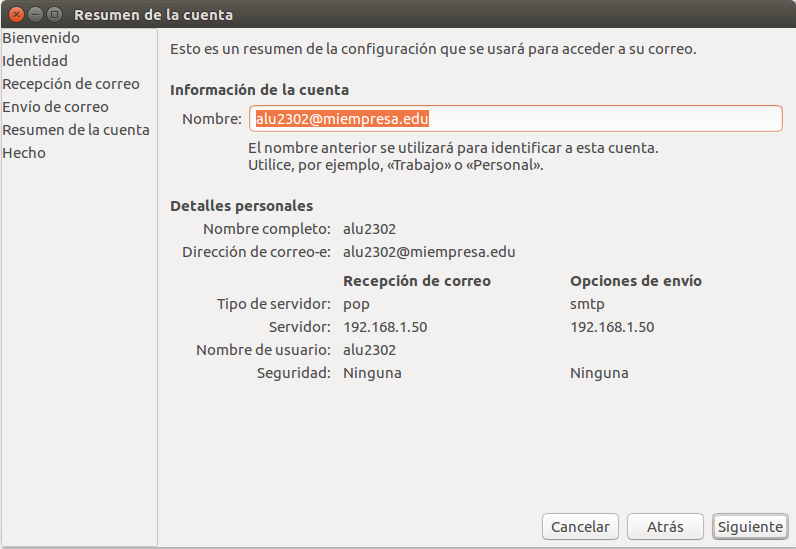 Resumen de la cuenta
Bienvenido
Identidad
Recepción de correo
Envío de correo
Resumen de la cuenta
Hecho
Esto es un resumen de la configuración que se usará para acceder a su correo.
Información de la cuenta
Nombre: alu2302@miempresa.edu
El nombre anterior se utilizará para identificar a esta cuenta.
Utilice, por ejemplo, «Trabajo» o «Personal».
Detalles personales
Nombre completo: alu2302
Dirección de correo-e: alu2302@miempresa.edu
Recepción de correo Opciones de envío
Tipo de servidor: pop smtp
Servidor: 192.168.1.50 192.168.1.50
Nombre de usuario: alu2302
Seguridad: Ninguna Ninguna
Cancelar Atrás Siguiente